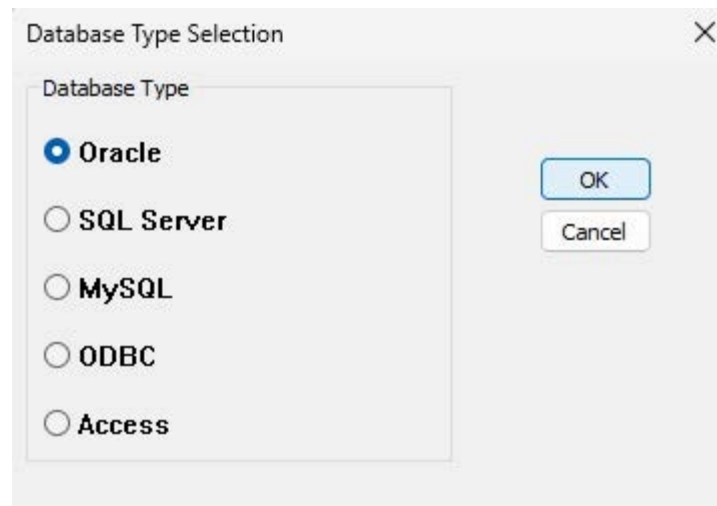 Database Type Selection
Database Type
Oracle
SQL Server
MySQL
ODBC
Access
OK
Cancel